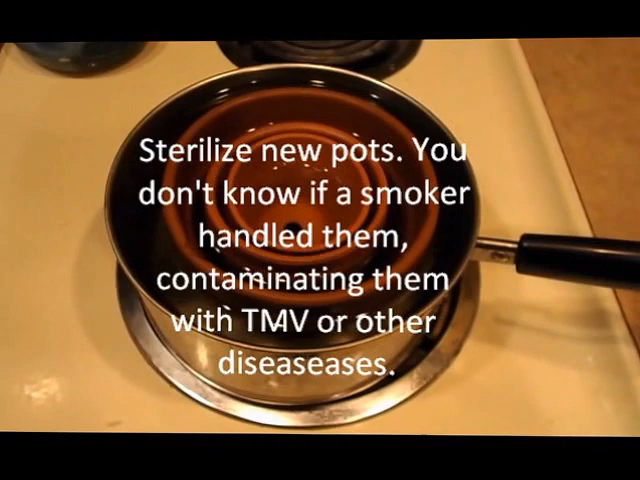 Sterilize new pots. You
don't know if a smoker
handled them,
contaminating them
with TMV or other
diseaseases.